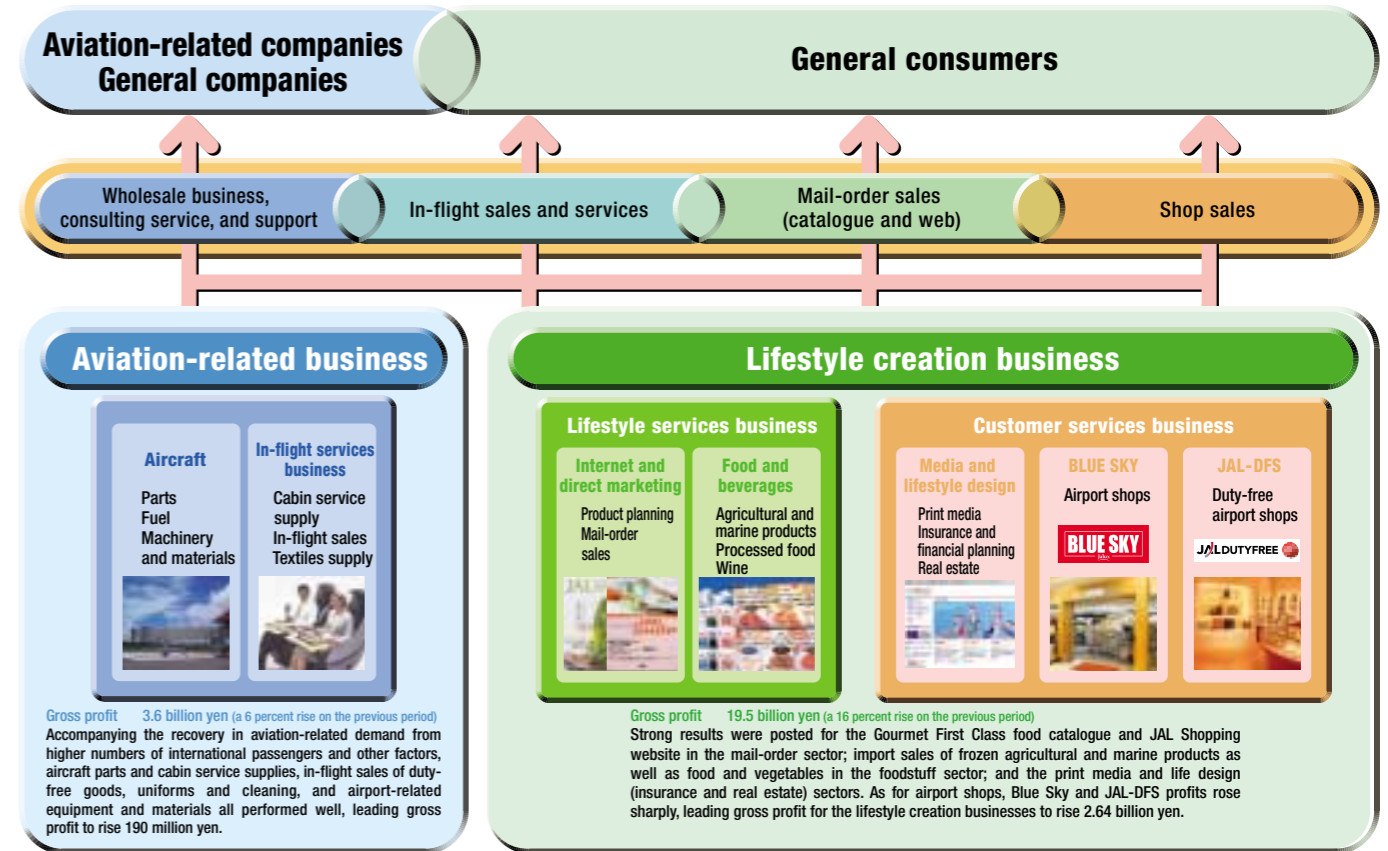 Aviation-related companies
General companies
General consumers
Wholesale business,
consulting service, and support
In-flight sales and services
Mail-order sales
(catalogue and web)
Shop sales
Aviation-related business
Aircraft
Parts
Fuel
Machinery
and materials
In-flight services
business
Cabin service
supply
In-flight sales
Textiles supply
Gross profit 3.6 billion yen (a 6 percent rise on the previous period)
Accompanying the recovery in aviation-related demand from
higher numbers of international passengers and other factors,
aircraft parts and cabin service supplies, in-flight sales of duty-
free goods, uniforms and cleaning, and airport-related
equipment and materials all performed well, leading gross
profit to rise 190 million yen.
Lifestyle creation business
Lifestyle services business
Internet and
direct marketing
Product planning
Mail-order
sales
Food and
beverages
Agricultural and
marine products
Processed food
Wine
Customer services business
Media and
lifestyle design
Print media
Insurance and
financial planning
Real estate
BLUE SKY
Airport shops
BLUE SKY
JAL-DFS
Duty-free
airport shops
JAL DUTYFREE
Gross profit 19.5 billion yen (a 16 percent rise on the previous period)
Strong results were posted for the Gourmet First Class food catalogue and JAL Shopping
website in the mail-order sector; import sales of frozen agricultural and marine products as
well as food and vegetables in the foodstuff sector; and the print media and life design
(insurance and real estate) sectors. As for airport shops, Blue Sky and JAL-DFS profits rose
sharply, leading gross profit for the lifestyle creation businesses to rise 2.64 billion yen.